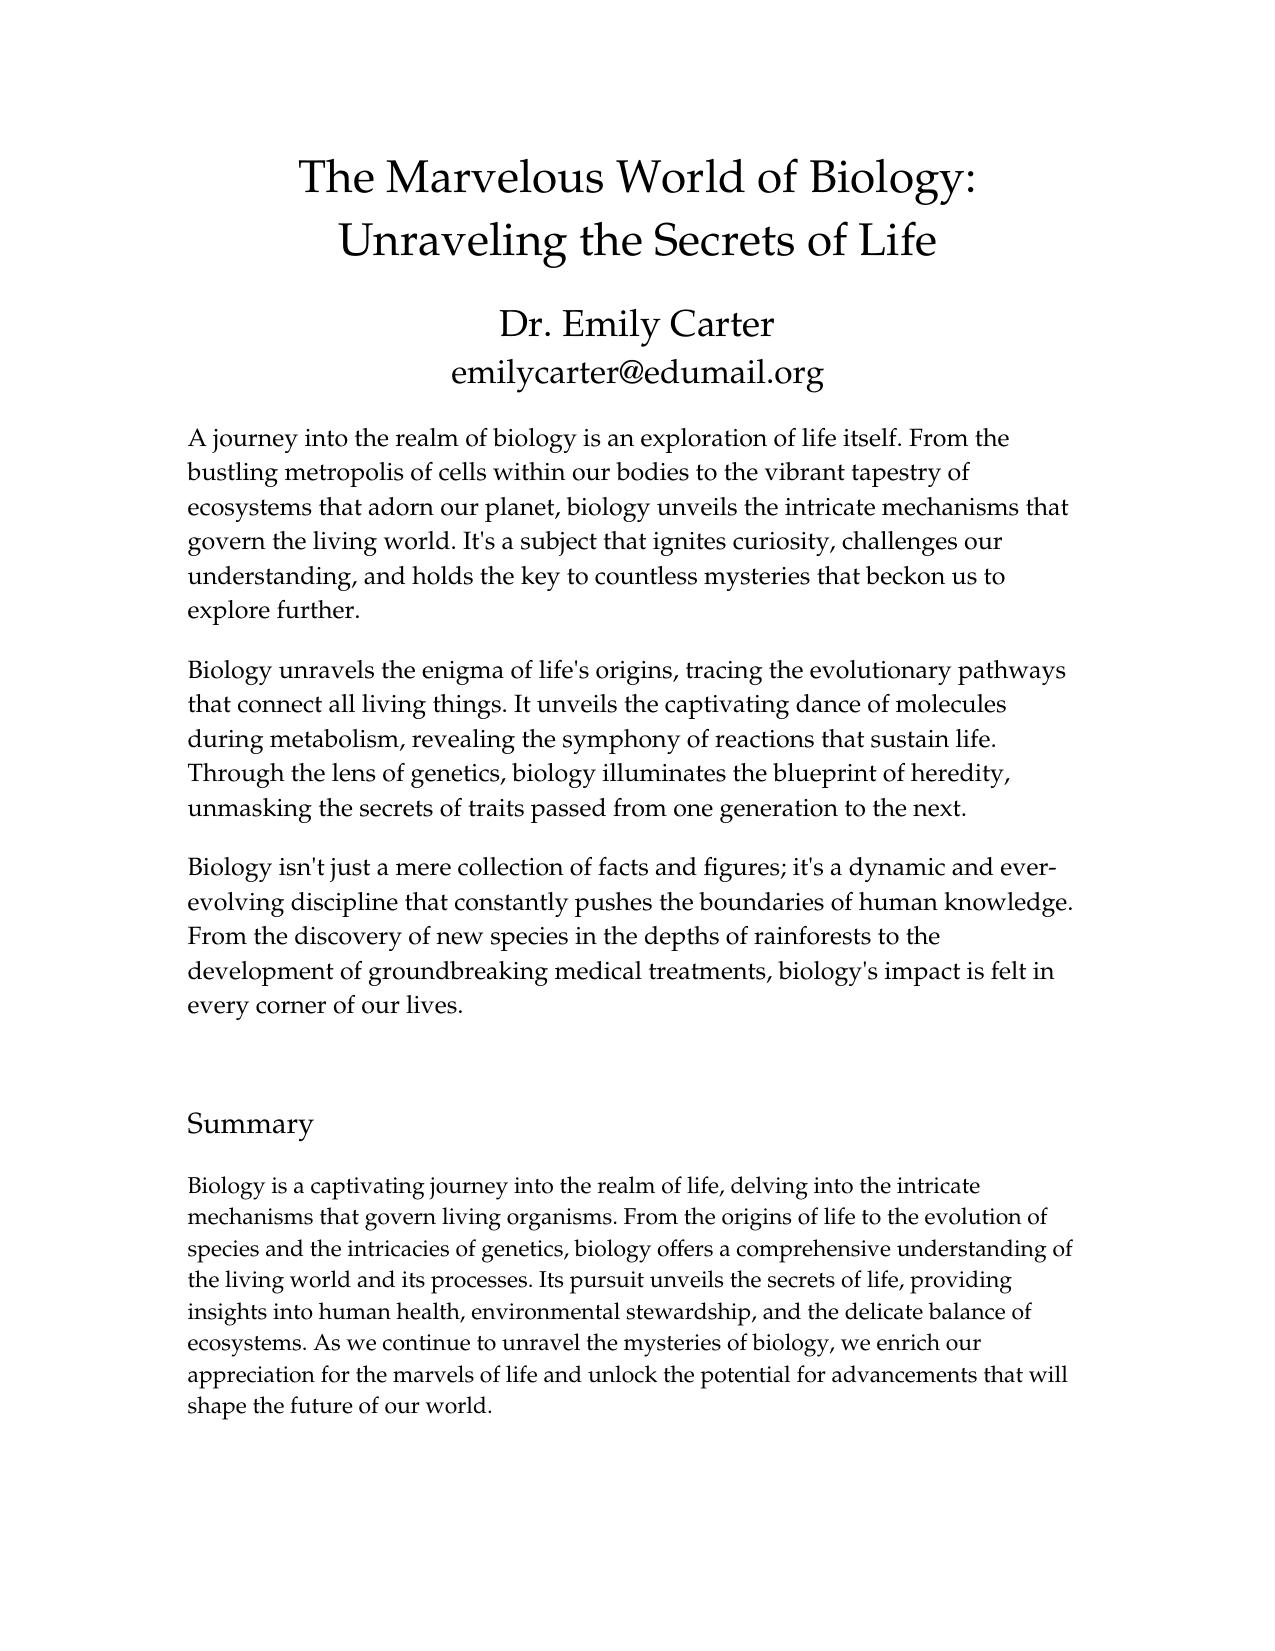 The Marvelous World of Biology:
Unraveling the Secrets of Life
Dr. Emily Carter
emilycarter@edumail.org
A journey into the realm of biology is an exploration of life itself. From the
bustling metropolis of cells within our bodies to the vibrant tapestry of
ecosystems that adorn our planet, biology unveils the intricate mechanisms that
govern the living world. It's a subject that ignites curiosity, challenges our
understanding, and holds the key to countless mysteries that beckon us to
explore further.
Biology unravels the enigma of life's origins, tracing the evolutionary pathways
that connect all living things. It unveils the captivating dance of molecules
during metabolism, revealing the symphony of reactions that sustain life.
Through the lens of genetics, biology illuminates the blueprint of heredity,
unmasking the secrets of traits passed from one generation to the next.
Biology isn't just a mere collection of facts and figures; it's a dynamic and ever-
evolving discipline that constantly pushes the boundaries of human knowledge.
From the discovery of new species in the depths of rainforests to the
development of groundbreaking medical treatments, biology's impact is felt in
every corner of our lives.
Summary
Biology is a captivating journey into the realm of life, delving into the intricate
mechanisms that govern living organisms. From the origins of life to the evolution of
species and the intricacies of genetics, biology offers a comprehensive understanding of
the living world and its processes. Its pursuit unveils the secrets of life, providing
insights into human health, environmental stewardship, and the delicate balance of
ecosystems. As we continue to unravel the mysteries of biology, we enrich our
appreciation for the marvels of life and unlock the potential for advancements that will
shape the future of our world.